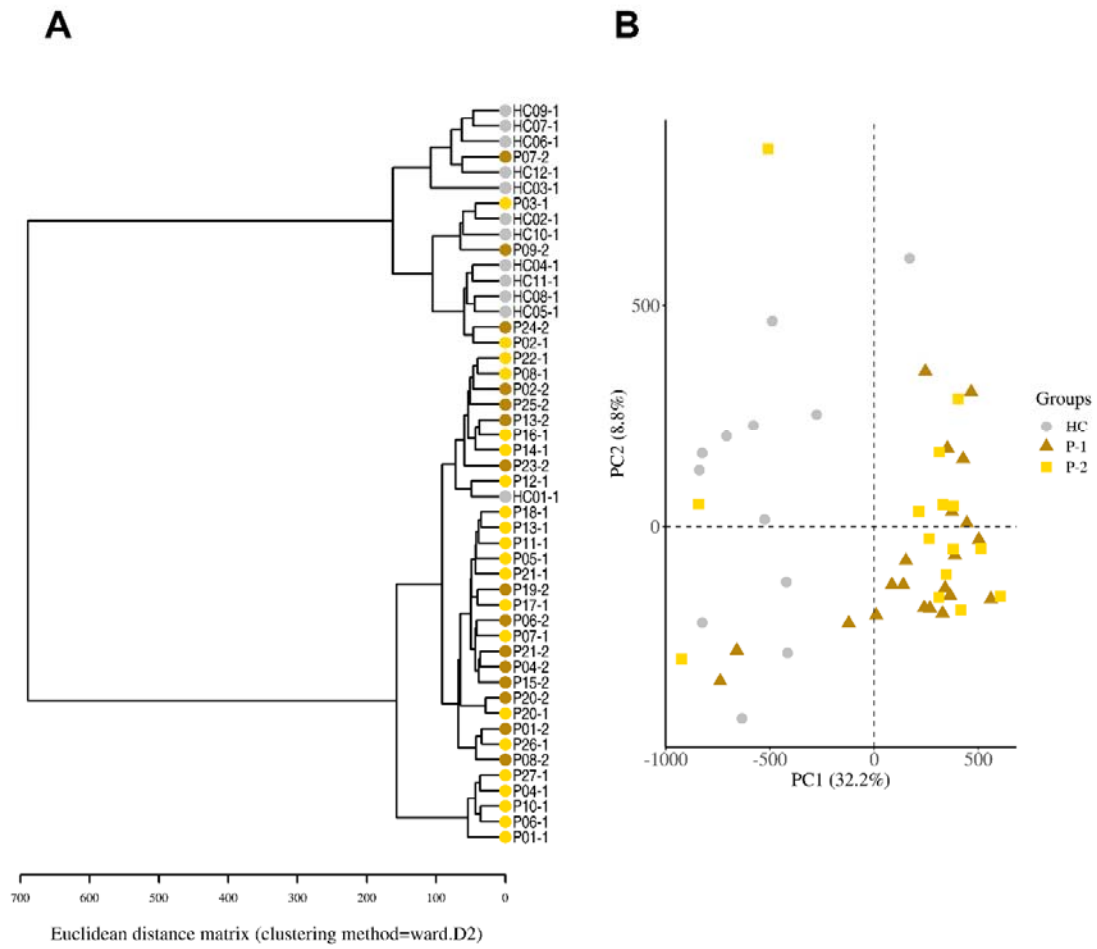 A
HC09-1
HC07-1
HC06-1
P07-2
HC12-1
HC03-1
P03-1
HC02-1
HC10-1
P09-2
HC04-1
HC11-1
HC08-1
HC05-1
P24-2
P02-1
P22-1
P08-1
P02-2
P25-2
P13-2
P16-1
P14-1
P23-2
P12-1
HC01-1
P18-1
P13-1
P11-1
P05-1
P21-1
P19-2
P17-1
P06-2
P07-1
P21-2
P04-2
P15-2
P20-2
P20-1
P01-2
P26-1
P08-2
P27-1
P04-1
P10-1
P06-1
P01-1
700 600 500 400 300 200 100 0
Euclidean distance matrix (clustering method=ward.D2)
B
PC2 (8.8%)
500
0
-1000 -500 0 500
PC1 (32.2%)
Groups
HC
P-1
P-2